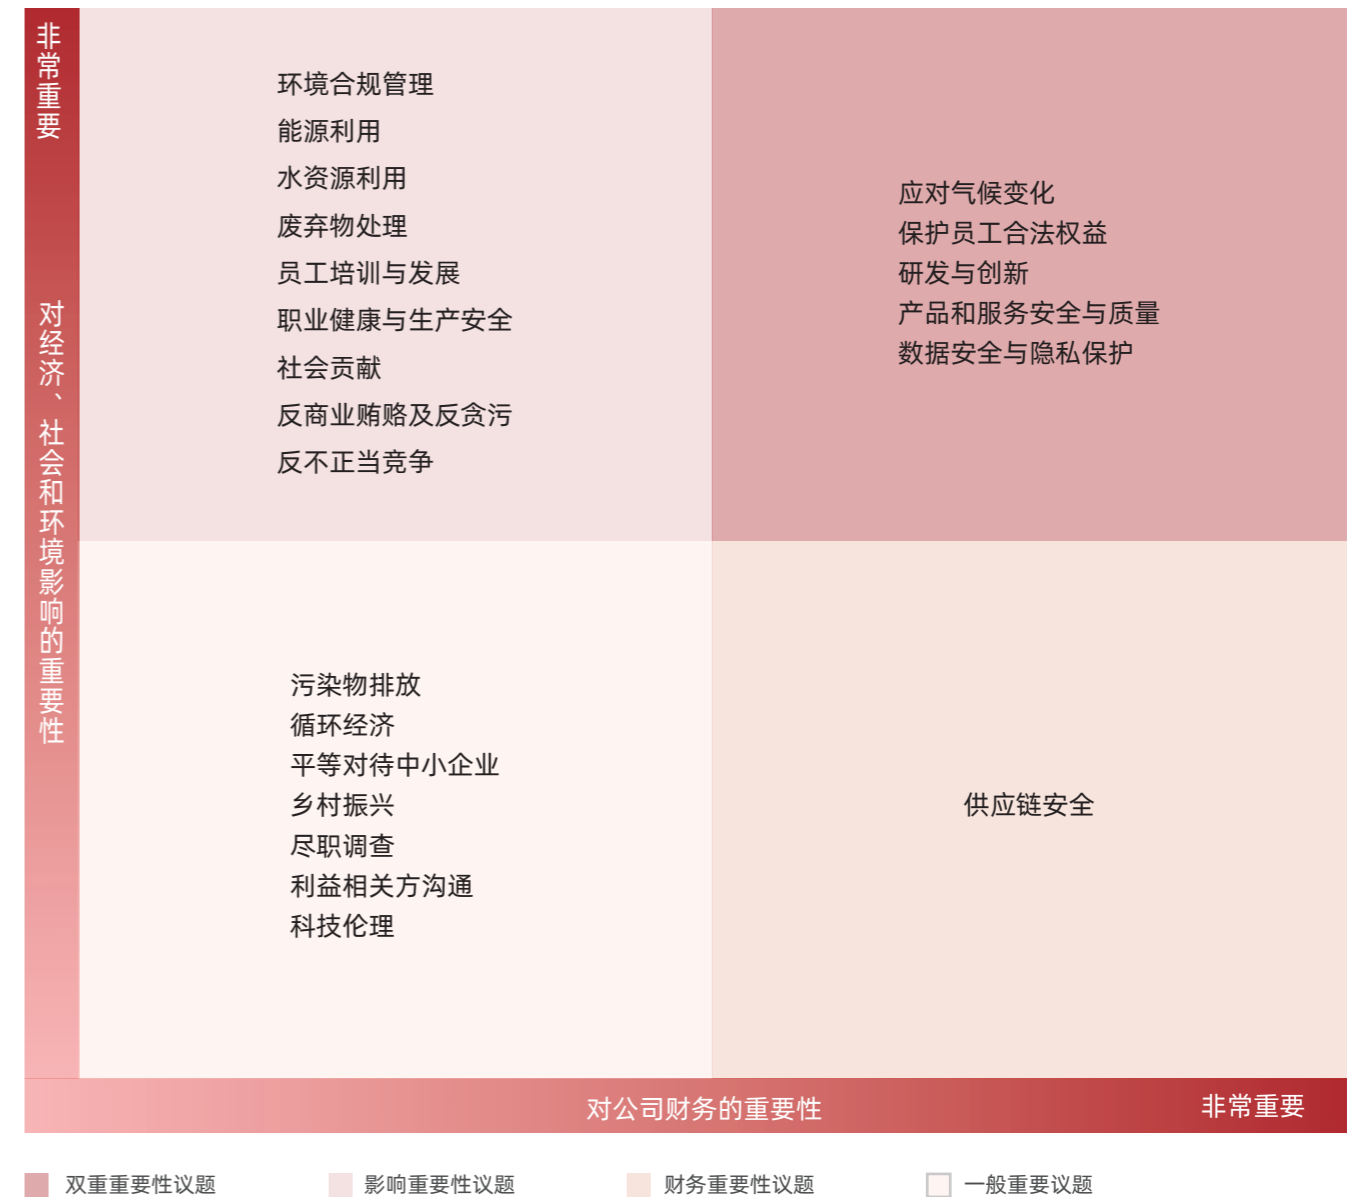 非常重要
对经济、社会和环境影响的重要性
环境合规管理
能源利用
水资源利用
废弃物处理
员工培训与发展
职业健康与生产安全
社会贡献
反商业贿赂及反贪污
反不正当竞争
应对气候变化
保护员工合法权益
研发与创新
产品和服务安全与质量
数据安全与隐私保护
污染物排放
循环经济
平等对待中小企业
乡村振兴
尽职调查
利益相关方沟通
科技伦理
供应链安全
对公司财务的重要性
非常重要
双重重要性议题
影响重要性议题
财务重要性议题
一般重要议题